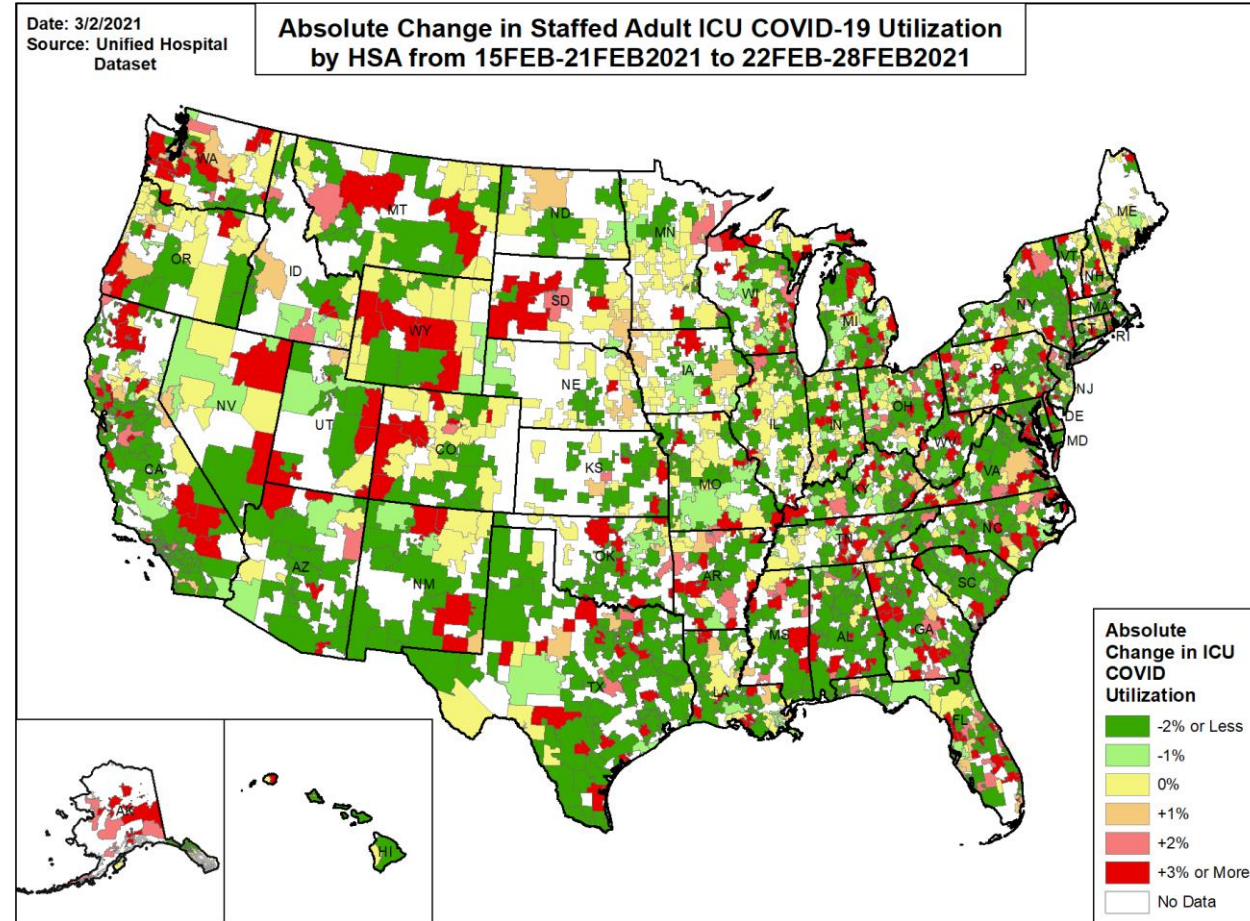 Date: 3/2/2021
Source: Unified Hospital
Dataset
Absolute Change in Staffed Adult ICU COVID-19 Utilization
by HSA from 15FEB-21FEB2021 to 22FEB-28FEB2021
WA
MT
ND
MN
ME
OR
ID
SD
WI
MI
VT
NH
NY
MA
CT
RI
WY
NE
IA
PA
NJ
NV
UT
CO
IL
IN
OH
DE
MD
WV
VA
CA
KS
MO
KY
NC
TN
AZ
NM
OK
AR
SC
MS
AL
GA
TX
LA
FL
AK
HI
Absolute
Change in ICU
COVID
Utilization
-2% or Less
-1%
0%
+1%
+2%
+3% or More
No Data